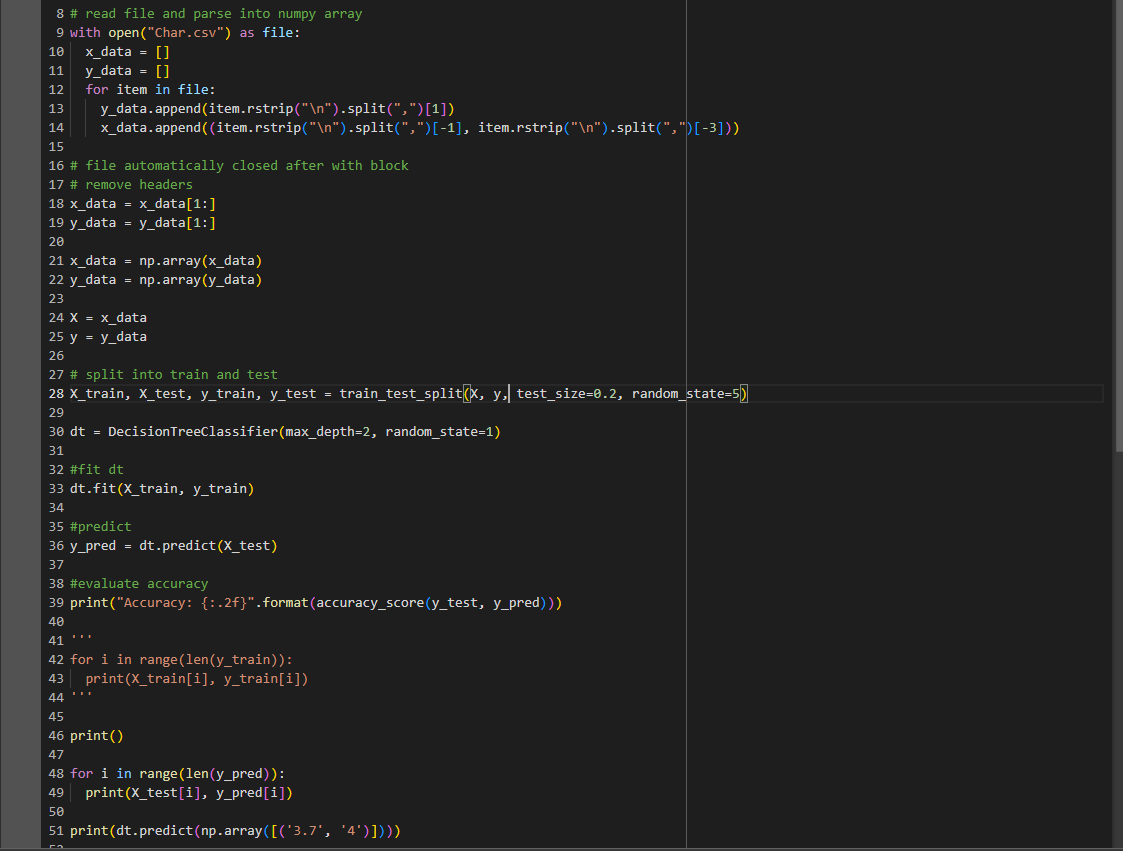 8 # read file and parse into numpy array
9 with open("Char.csv") as file:
10 x_data = []
11 y_data = []
12 for item in file:
13 y_data.append(item.rstrip("\n").split(",")[1])
14 x_data.append((item.rstrip("\n").split(",")[-1], item.rstrip("\n").split(",")[-3]))
15
16 # file automatically closed after with block
17 # remove headers
18 x_data = x_data[1:]
19 y_data = y_data[1:]
20
21 x_data = np.array(x_data)
22 y_data = np.array(y_data)
23
24 X = x_data
25 y = y_data
26
27 # split into train and test
28 X_train, X_test, y_train, y_test = train_test_split(X, y, test_size=0.2, random_state=5)
29
30 dt = DecisionTreeClassifier(max_depth=2, random_state=1)
31
32 #fit dt
33 dt.fit(X_train, y_train)
34
35 #predict
36 y_pred = dt.predict(X_test)
37
38 #evaluate accuracy
39 print("Accuracy: {:.2f}".format(accuracy_score(y_test, y_pred)))
40
41 '''
42 for i in range(len(y_train)):
43 print(X_train[i], y_train[i])
44 '''
45
46 print()
47
48 for i in range(len(y_pred)):
49 print(X_test[i], y_pred[i])
50
51 print(dt.predict(np.array([('3.7', '4')])))